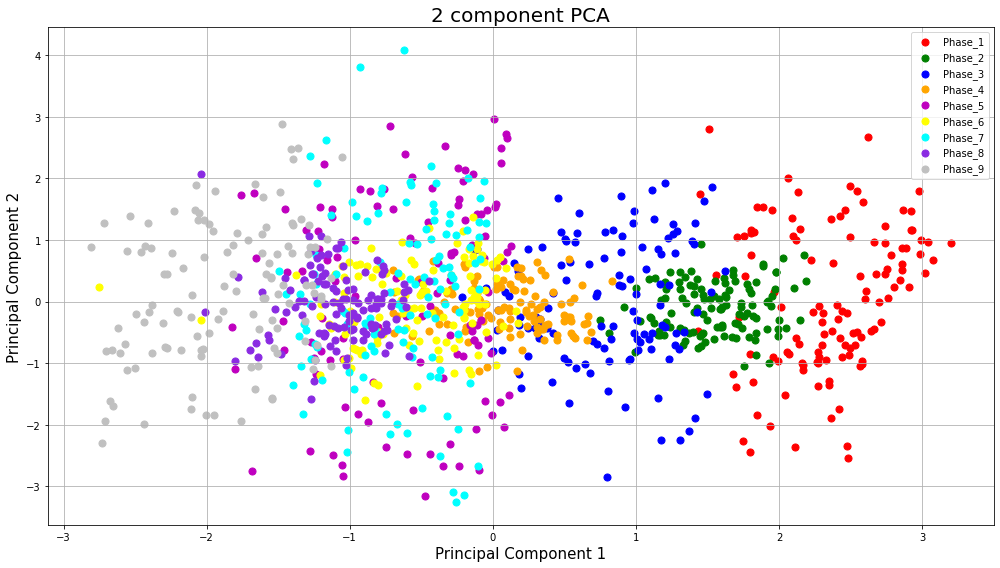 2 component PCA
Phase_1
Phase_2
Phase_3
Phase_4
Phase_5
Phase_6
Phase_7
Phase_8
Phase_9
Principal Component 2
4
3
2
1
0
−1
−2
−3
−3
−2
−1
0
1
2
3
Principal Component 1